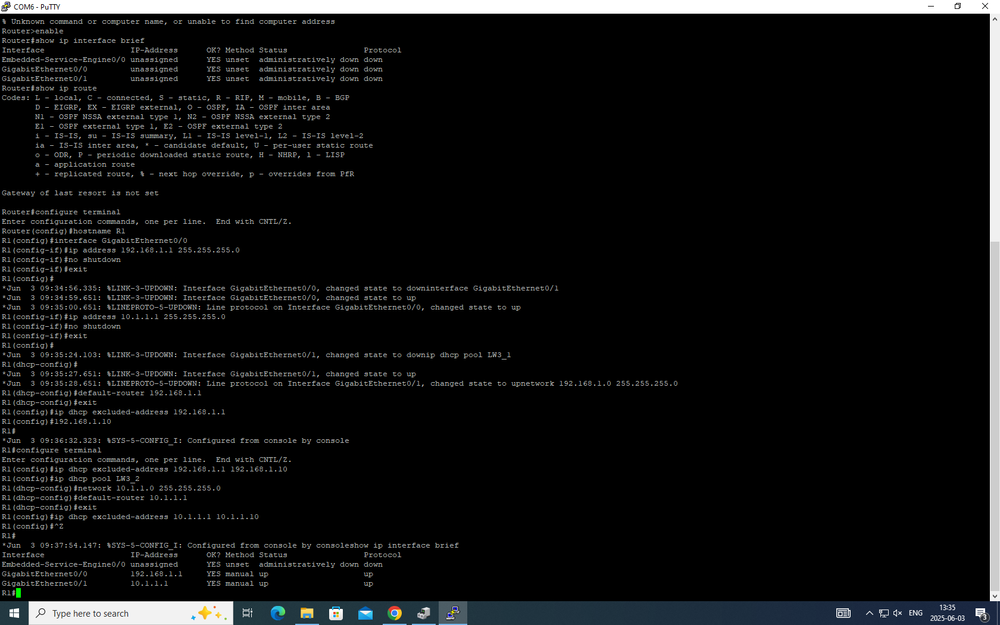 COM6 - PuTTY
% Unknown command or computer name, or unable to find computer address
Router>enable
Router#show ip interface brief
Interface                  IP-Address      OK? Method Status                Protocol
Embedded-Service-Engine0/0 unassigned      YES unset  administratively down down
GigabitEthernet0/0         unassigned      YES unset  administratively down down
GigabitEthernet0/1         unassigned      YES unset  administratively down down
Router#show ip route
Codes: L - local, C - connected, S - static, R - RIP, M - mobile, B - BGP
       D - EIGRP, EX - EIGRP external, O - OSPF, IA - OSPF inter area
       N1 - OSPF NSSA external type 1, N2 - OSPF NSSA external type 2
       E1 - OSPF external type 1, E2 - OSPF external type 2
       i - IS-IS, su - IS-IS summary, L1 - IS-IS level-1, L2 - IS-IS level-2
       ia - IS-IS inter area, * - candidate default, U - per-user static route
       o - ODR, P - periodic downloaded static route, H - NHRP, l - LISP
       a - application route
       + - replicated route, % - next hop override, p - overrides from PfR
Gateway of last resort is not set
Router#configure terminal
Enter configuration commands, one per line.  End with CNTL/Z.
Router(config)#hostname R1
R1(config)#interface GigabitEthernet0/0
R1(config-if)#ip address 192.168.1.1 255.255.255.0
R1(config-if)#no shutdown
R1(config-if)#exit
R1(config)#
*Jun  3 09:34:56.335: %LINK-3-UPDOWN: Interface GigabitEthernet0/0, changed state to downinterface GigabitEthernet0/1
*Jun  3 09:34:59.651: %LINK-3-UPDOWN: Interface GigabitEthernet0/0, changed state to up
*Jun  3 09:35:00.651: %LINEPROTO-5-UPDOWN: Line protocol on Interface GigabitEthernet0/0, changed state to up
R1(config-if)#ip address 10.1.1.1 255.255.255.0
R1(config-if)#no shutdown
R1(config-if)#exit
R1(config)#
*Jun  3 09:35:24.103: %LINK-3-UPDOWN: Interface GigabitEthernet0/1, changed state to downip dhcp pool LW3_1
R1(dhcp-config)#
*Jun  3 09:35:27.651: %LINK-3-UPDOWN: Interface GigabitEthernet0/1, changed state to up
*Jun  3 09:35:28.651: %LINEPROTO-5-UPDOWN: Line protocol on Interface GigabitEthernet0/1, changed state to upnetwork 192.168.1.0 255.255.255.0
R1(dhcp-config)#default-router 192.168.1.1
R1(dhcp-config)#exit
R1(config)#ip dhcp excluded-address 192.168.1.1
R1(config)#192.168.1.10
R1#
*Jun  3 09:36:32.323: %SYS-5-CONFIG_I: Configured from console by console
R1#configure terminal
Enter configuration commands, one per line.  End with CNTL/Z.
R1(config)#ip dhcp excluded-address 192.168.1.1 192.168.1.10
R1(config)#ip dhcp pool LW3_2
R1(dhcp-config)#network 10.1.1.0 255.255.255.0
R1(dhcp-config)#default-router 10.1.1.1
R1(dhcp-config)#exit
R1(config)#ip dhcp excluded-address 10.1.1.1 10.1.1.10
R1(config)#^Z
R1#
*Jun  3 09:37:54.147: %SYS-5-CONFIG_I: Configured from console by consoleshow ip interface brief
Interface                  IP-Address      OK? Method Status                Protocol
Embedded-Service-Engine0/0 unassigned      YES unset  administratively down down
GigabitEthernet0/0         192.168.1.1     YES manual up                    up
GigabitEthernet0/1         10.1.1.1        YES manual up                    up
R1#
Type here to search
ENG
13:35
2025-06-03
3